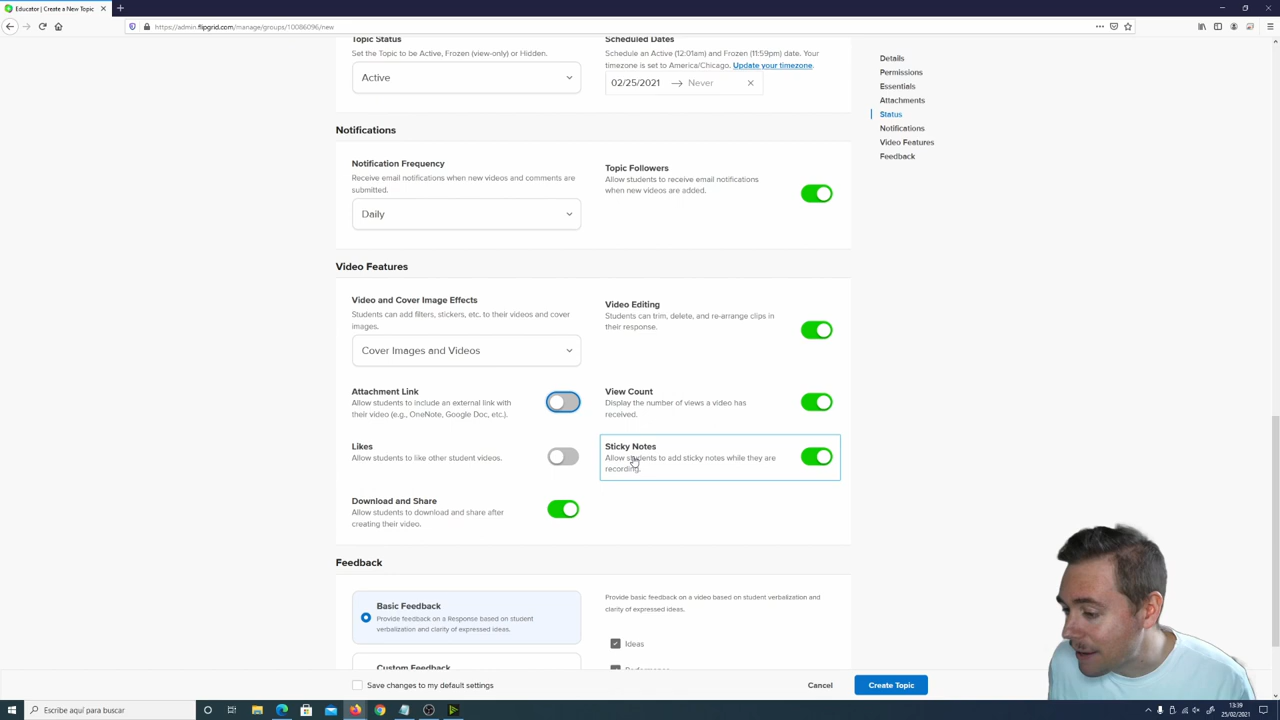 Educator | Create a New Topic
https://admin.flipgrid.com/manage/groups/10086096/new
Topic Status
Set the Topic to be Active, Frozen (view-only) or Hidden.
Active
Scheduled Dates
Schedule an Active (12:01am) and Frozen (11:59pm) date. Your
timezone is set to America/Chicago. Update your timezone.
02/25/2021 → Never
Details
Permissions
Essentials
Attachments
Status
Notifications
Video Features
Feedback
Notifications
Notification Frequency
Receive email notifications when new videos and comments are
submitted.
Daily
Topic Followers
Allow students to receive email notifications
when new videos are added.
Video Features
Video and Cover Image Effects
Students can add filters, stickers, etc. to their videos and cover
images.
Cover Images and Videos
Video Editing
Students can trim, delete, and re-arrange clips in
their response.
Attachment Link
Allow students to include an external link with
their video (e.g., OneNote, Google Doc, etc.).
View Count
Display the number of views a video has
received.
Likes
Allow students to like other student videos.
Sticky Notes
Allow students to add sticky notes while they are
recording.
Download and Share
Allow students to download and share after
creating their video.
Feedback
Basic Feedback
Provide feedback on a Response based on student
verbalization and clarity of expressed ideas.
Custom Feedback
Provide basic feedback on a video based on student verbalization and
clarity of expressed ideas.
Ideas
Performance
Save changes to my default settings
Cancel
Create Topic
Escribe aquí para buscar
13:39
25/02/2021